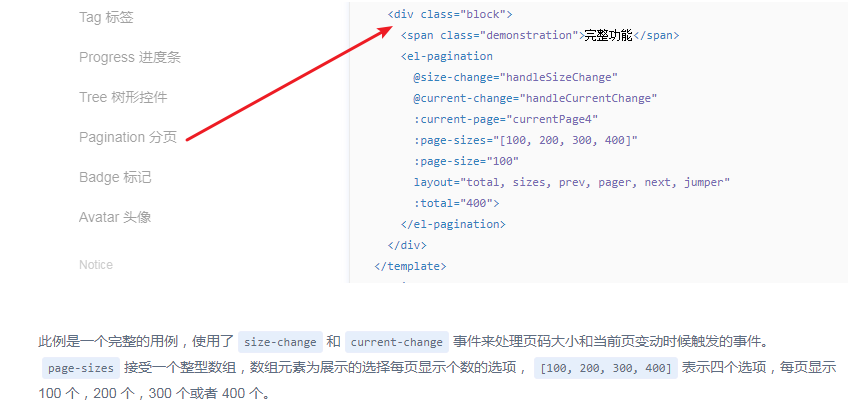 Tag 标签
Progress 进度条
Tree 树形控件
Pagination 分页
Badge 标记
Avatar 头像
Notice
<div class="block">
<span class="demonstration">完整功能</span>
<el-pagination
@size-change="handleSizeChange"
@current-change="handleCurrentChange"
:current-page="currentPage4"
:page-sizes="[100, 200, 300, 400]"
:page-size="100"
layout="total, sizes, prev, pager, next, jumper"
:total="400">
</el-pagination>
</div>
</template>
此例是一个完整的用例，使用了 size-change 和 current-change 事件来处理页码大小和当前页变动时候触发的事件。
page-sizes 接受一个整型数组，数组元素为展示的选择每页显示个数的选项， [100, 200, 300, 400] 表示四个选项，每页显示
100 个，200 个，300 个或者 400 个。